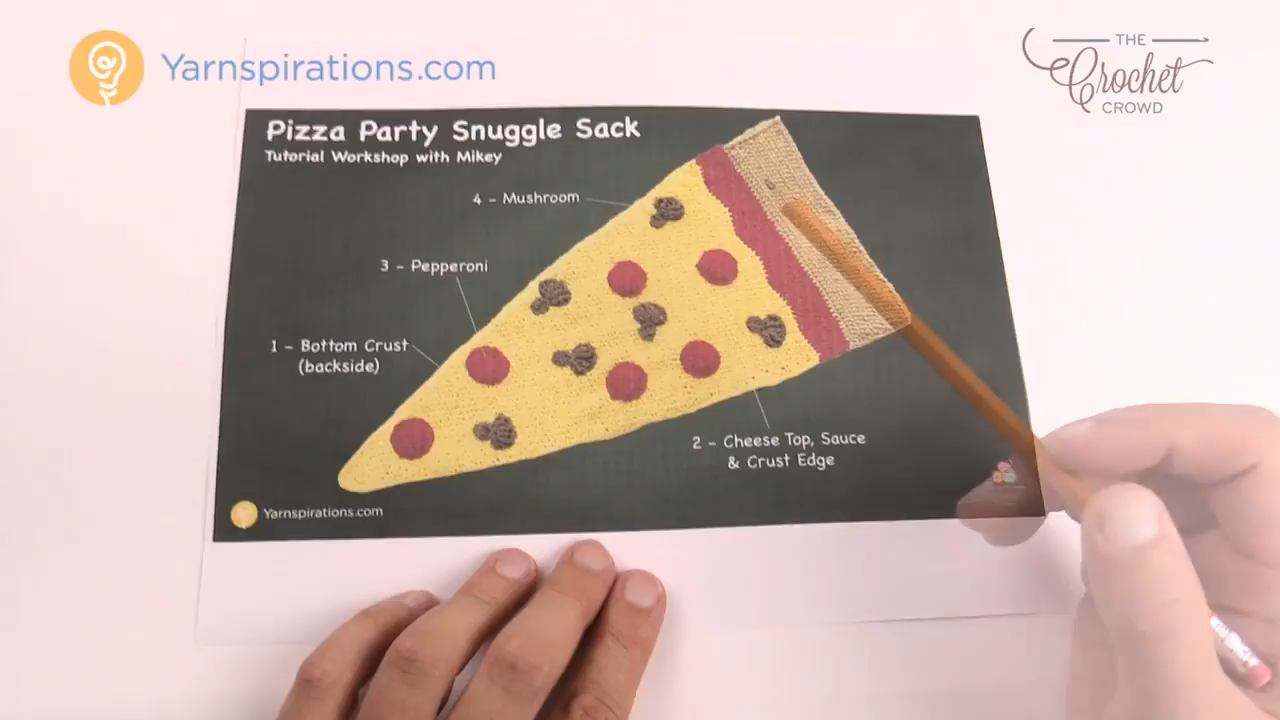 Yarnspirations.com
THE
Crochet
CROWD
Pizza Party Snuggle Sack
Tutorial Workshop with Mikey
4 - Mushroom
3 - Pepperoni
1 - Bottom Crust
(backside)
2 - Cheese Top, Sauce
& Crust Edge
Yarnspirations.com